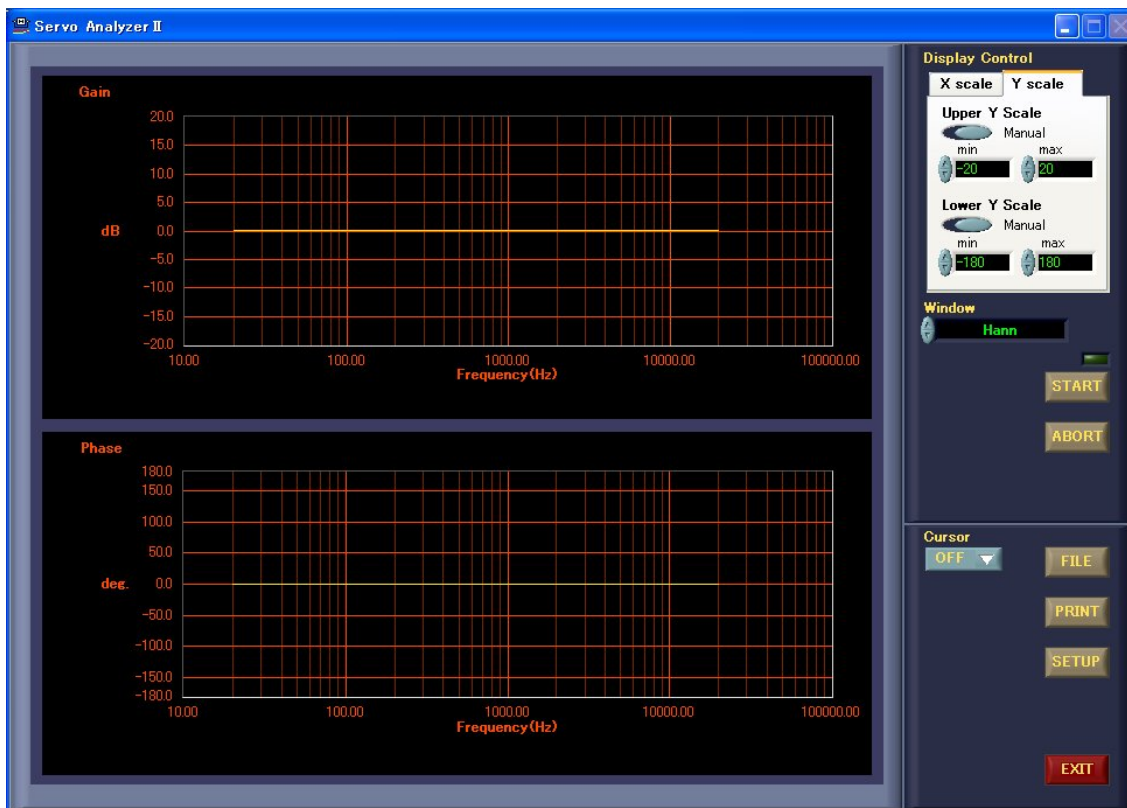 Servo Analyzer II
Gain
20.0
15.0
10.0
5.0
dB
0.0
-5.0
-10.0
-15.0
-20.0
10.00 100.00 1000.00 10000.00 100000.00
Frequency(Hz)
Phase
180.0
150.0
100.0
50.0
deg.
0.0
-50.0
-100.0
-150.0
-180.0
10.00 100.00 1000.00 10000.00 100000.00
Frequency(Hz)
Display Control
X scale Y scale
Upper Y Scale
Manual
min max
-20 20
Lower Y Scale
Manual
min max
-180 180
Window
Hann
START
ABORT
Cursor
OFF
FILE
PRINT
SETUP
EXIT